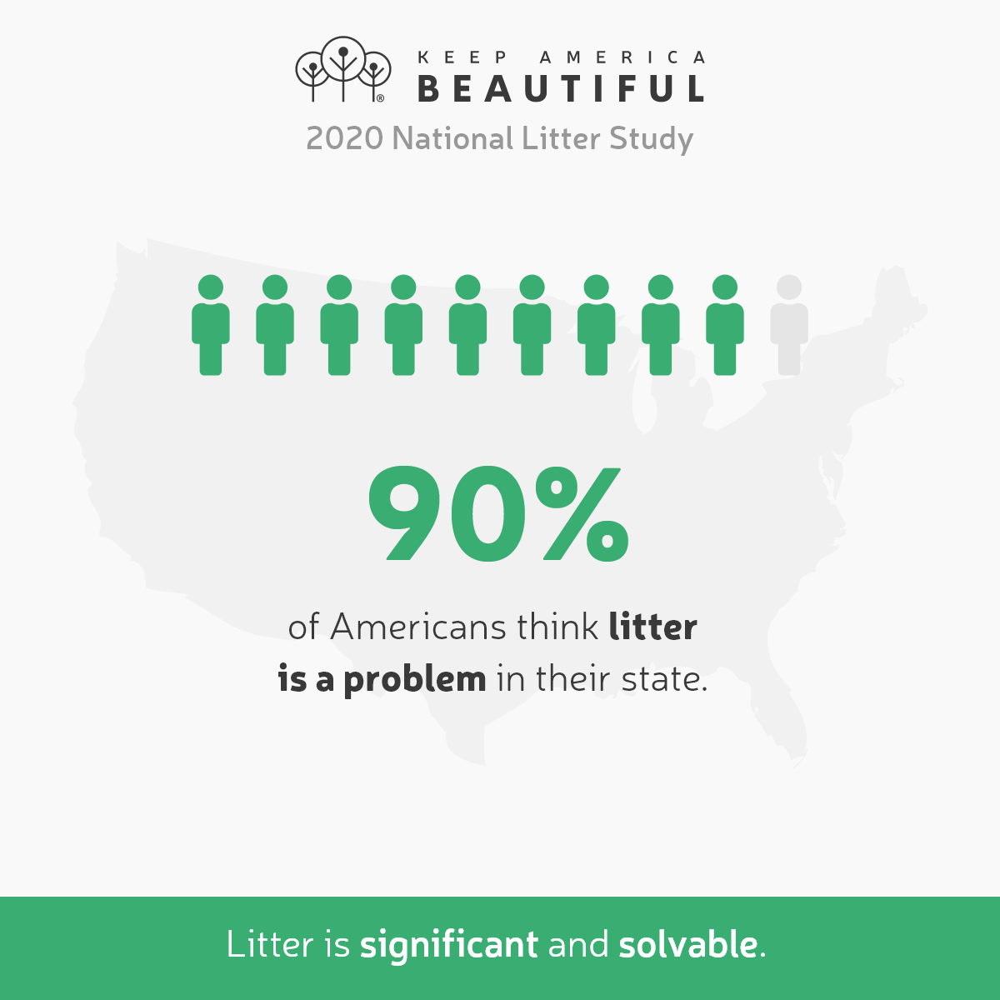 KEEP AMERICA
BEAUTIFUL
®
2020 National Litter Study
90%
of Americans think litter
is a problem in their state.
Litter is significant and solvable.